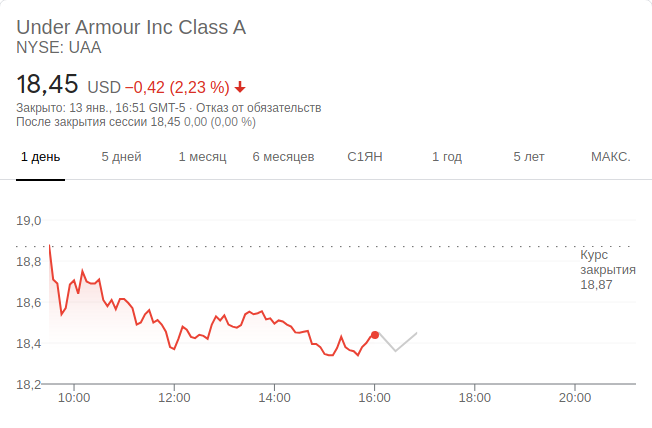 Under Armour Inc Class A
NYSE: UAA
18,45 USD −0,42 (2,23 %)
Закрыто: 13 янв., 16:51 GMT-5 · Отказ от обязательств
После закрытия сессии 18,45 0,00 (0,00 %)
1 день 5 дней 1 месяц 6 месяцев С1ЯН 1 год 5 лет МАКС.
19,0
18,8
18,6
18,4
18,2
Курс
закрытия
18,87
10:00 12:00 14:00 16:00 18:00 20:00